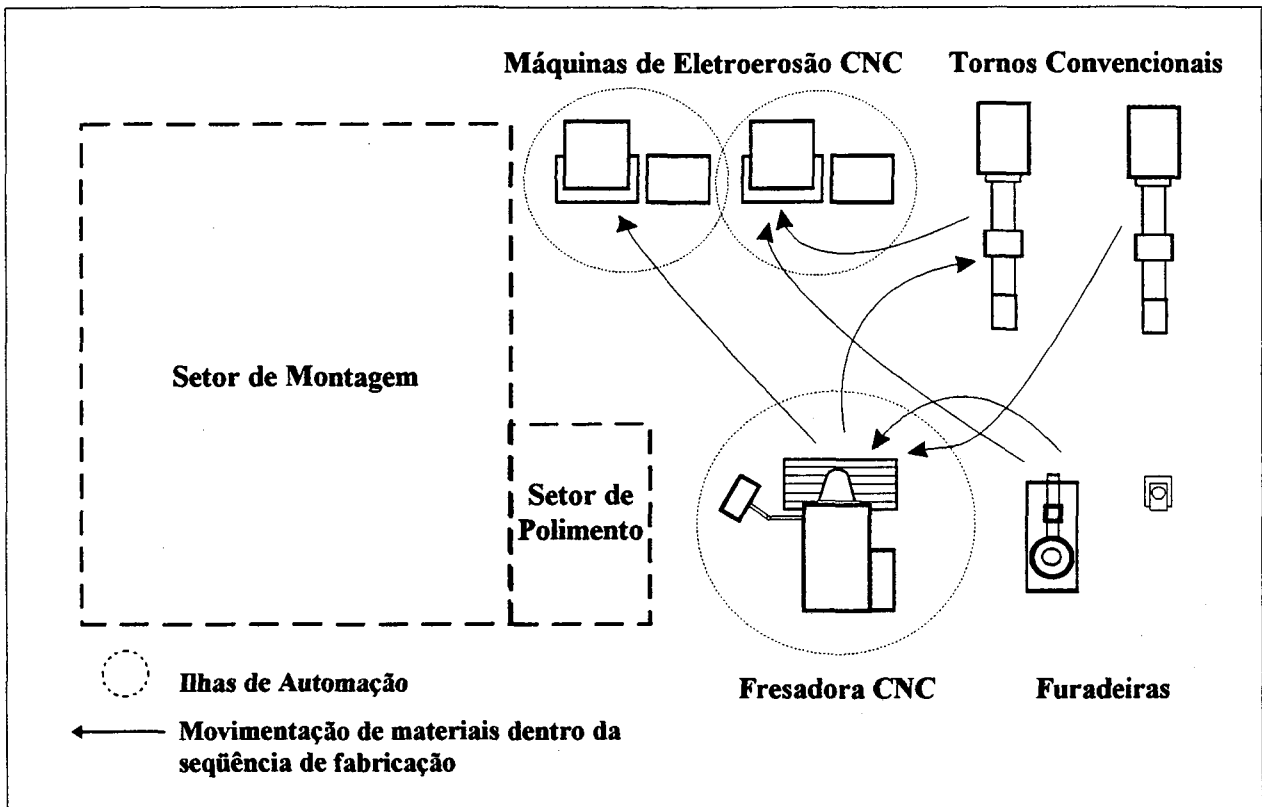 Máquinas de Eletroerosão CNC
Tornos Convencionais
Setor de Montagem
Setor de
Polimento
Ilhas de Automação
Fresadora CNC
Furadeiras
Movimentação de materiais dentro da
seqüência de fabricação